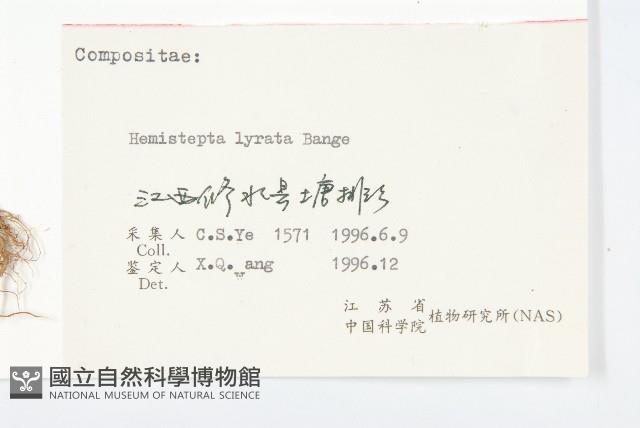 Compositae:
Hemistepta lyrata Bange
江西修水县塘排
采集人 C.S.Ye 1571 1996.6.9
Coll.
鉴定人 X.Q.Wang 1996.12
Det.
江苏省
中国科学院 植物研究所(NAS)
國立自然科學博物館
NATIONAL MUSEUM OF NATURAL SCIENCE